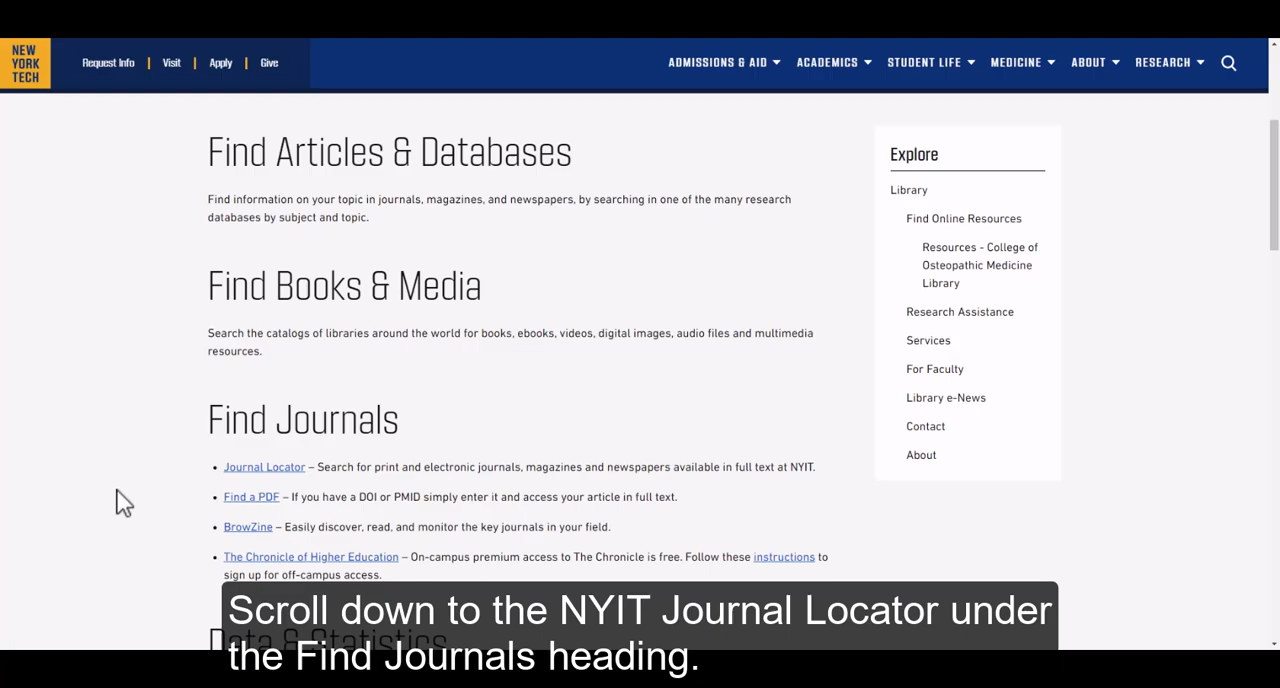 NEW
YORK
TECH
Request Info | Visit | Apply | Give
ADMISSIONS & AID ACADEMICS STUDENT LIFE MEDICINE ABOUT RESEARCH
Find Articles & Databases
Find information on your topic in journals, magazines, and newspapers, by searching in one of the many research
databases by subject and topic.
Find Books & Media
Search the catalogs of libraries around the world for books, ebooks, videos, digital images, audio files and multimedia
resources.
Find Journals
• Journal Locator – Search for print and electronic journals, magazines and newspapers available in full text at NYIT.
• Find a PDF – If you have a DOI or PMID simply enter it and access your article in full text.
• BrowZine – Easily discover, read, and monitor the key journals in your field.
• The Chronicle of Higher Education – On-campus premium access to The Chronicle is free. Follow these instructions to
sign up for off-campus access.
Data & Statistics
Explore
Library
Find Online Resources
Resources - College of
Osteopathic Medicine
Library
Research Assistance
Services
For Faculty
Library e-News
Contact
About
Scroll down to the NYIT Journal Locator under
the Find Journals heading.